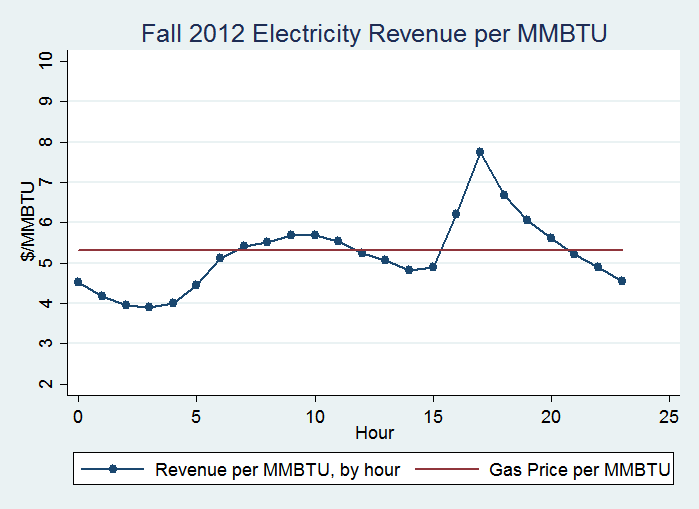 Fall 2012 Electricity Revenue per MMBTU
$/MMBTU
10
9
8
7
6
5
4
3
2
0 5 10 15 20 25
Hour
Revenue per MMBTU, by hour Gas Price per MMBTU